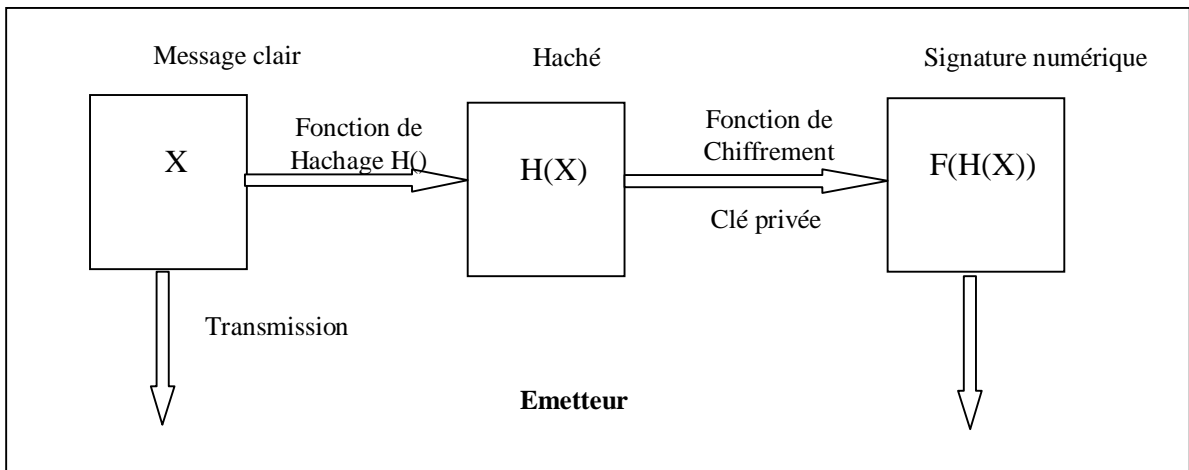 Message clair
Haché
Signature numérique
Fonction de
Hachage H()
Fonction de
Chiffrement
X
H(X)
F(H(X))
Clé privée
Transmission
Emetteur